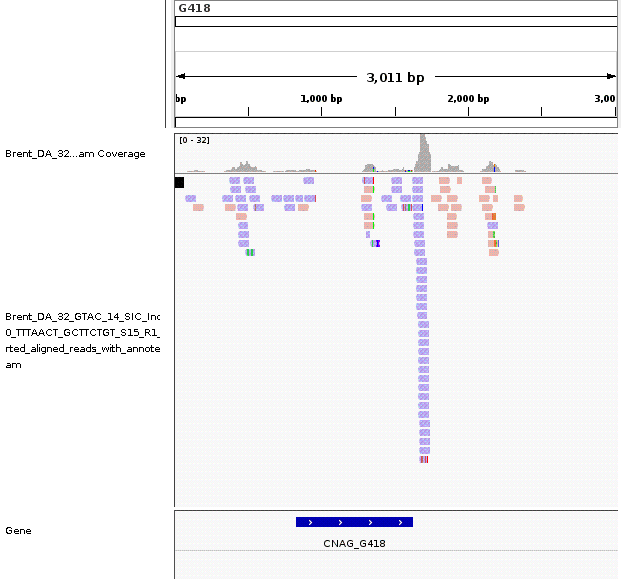 G418
3,011 bp
bp
1,000 bp
2,000 bp
3,00
[0 - 32]
Brent_DA_32...am Coverage
Brent_DA_32_GTAC_14_SIC_Inc
0_TTTAACT_GCTTCTGT_S15_R1_
rted_aligned_reads_with_annote
am
Gene
CNAG_G418